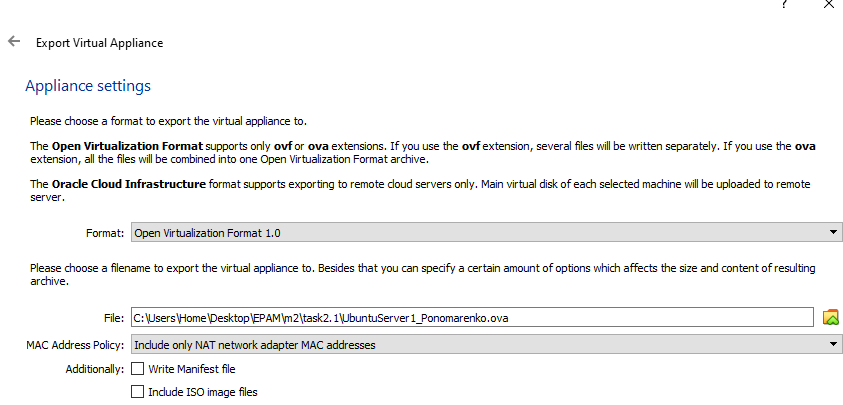 ?
Export Virtual Appliance
Appliance settings
Please choose a format to export the virtual appliance to.
The Open Virtualization Format supports only ovf or ova extensions. If you use the ovf extension, several files will be written separately. If you use the ova
extension, all the files will be combined into one Open Virtualization Format archive.
The Oracle Cloud Infrastructure format supports exporting to remote cloud servers only. Main virtual disk of each selected machine will be uploaded to remote
server.
Format: Open Virtualization Format 1.0
Please choose a filename to export the virtual appliance to. Besides that you can specify a certain amount of options which affects the size and content of resulting
archive.
File: C:\Users\Home\Desktop\EPAM\m2\task2.1\UbuntuServer1_Ponomarenko.ova
MAC Address Policy: Include only NAT network adapter MAC addresses
Additionally: Write Manifest file
Include ISO image files